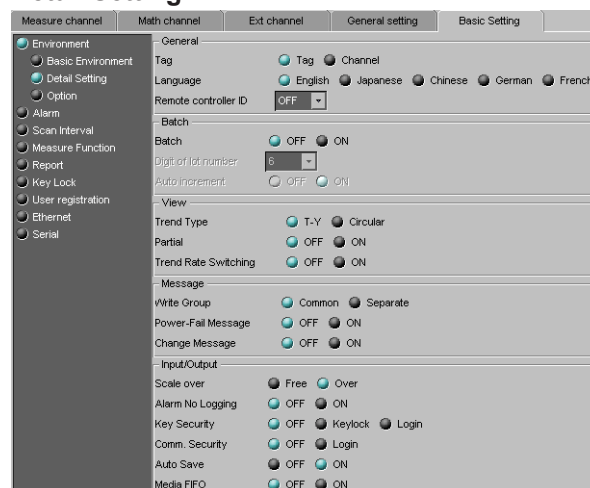 Measure channel Math channel Ext channel General setting Basic Setting
Environment
Basic Environment
Detail Setting
Option
Alarm
Scan Interval
Measure Function
Report
Key Lock
User registration
Ethernet
Serial
General
Tag Tag Channel
Language English Japanese Chinese German French
Remote controller ID OFF
Batch
Batch OFF ON
Digit of lot number 6
Auto increment OFF ON
View
Trend Type T-Y Circular
Partial OFF ON
Trend Rate Switching OFF ON
Message
Write Group Common Separate
Power-Fail Message OFF ON
Change Message OFF ON
Input/Output
Scale over Free Over
Alarm No Logging OFF ON
Key Security OFF Keylock Login
Comm. Security OFF Login
Auto Save OFF ON
Media FIFO OFF ON